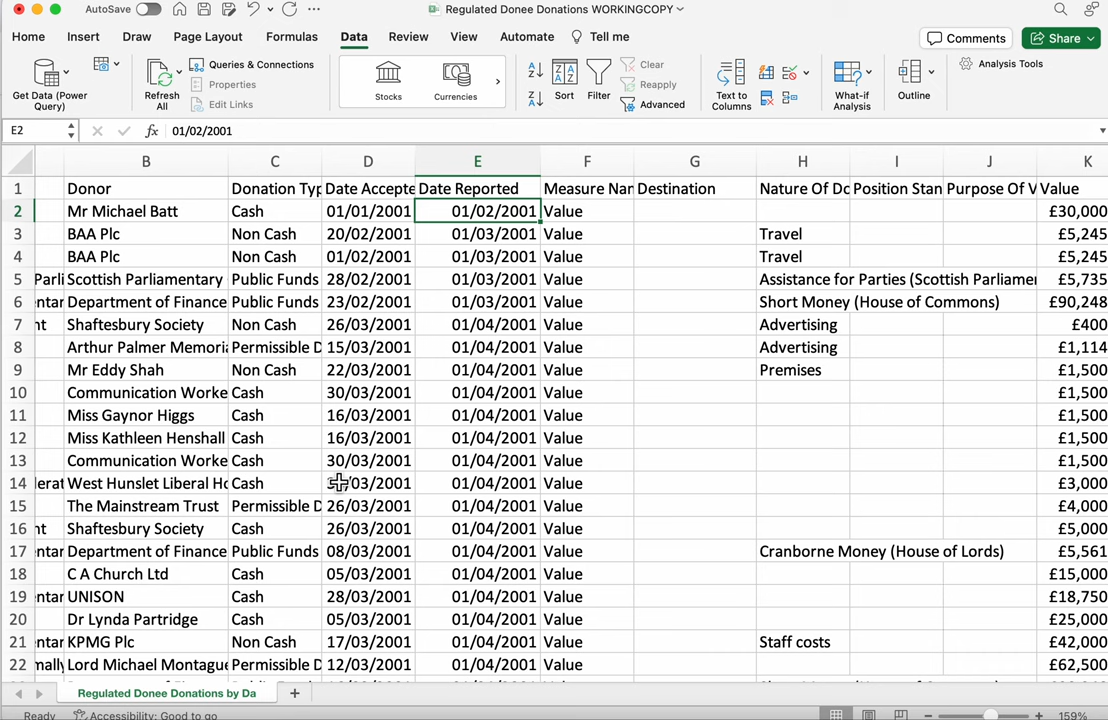 AutoSave Regulated Donee Donations WORKINGCOPY
Home Insert Draw Page Layout Formulas Data Review View Automate Tell me Comments Share
Get Data (Power Query) Refresh All Queries & Connections Properties Edit Links Stocks Currencies Sort Filter Clear Reapply Advanced Text to Columns What-if Analysis Outline Analysis Tools
E2 fx 01/02/2001
B C D E F G H I J K
1 Donor Donation Typ Date Accepte Date Reported Measure Nan Destination Nature Of Do Position Stan Purpose Of V Value
2 Mr Michael Batt Cash 01/01/2001 01/02/2001 Value £30,000
3 BAA Plc Non Cash 20/02/2001 01/03/2001 Value Travel £5,245
4 BAA Plc Non Cash 01/02/2001 01/03/2001 Value Travel £5,245
5 Parli Scottish Parliamentary Public Funds 28/02/2001 01/03/2001 Value Assistance for Parties (Scottish Parliamer £5,735
6 entar Department of Finance Public Funds 23/02/2001 01/03/2001 Value Short Money (House of Commons) £90,248
7 nt Shaftesbury Society Non Cash 26/03/2001 01/04/2001 Value Advertising £400
8 Arthur Palmer Memoria Permissible D 15/03/2001 01/04/2001 Value Advertising £1,114
9 Mr Eddy Shah Non Cash 22/03/2001 01/04/2001 Value Premises £1,500
10 Communication Worke Cash 30/03/2001 01/04/2001 Value £1,500
11 Miss Gaynor Higgs Cash 16/03/2001 01/04/2001 Value £1,500
12 Miss Kathleen Henshall Cash 16/03/2001 01/04/2001 Value £1,500
13 Communication Worke Cash 30/03/2001 01/04/2001 Value £1,500
14 lerat West Hunslet Liberal Ho Cash /03/2001 01/04/2001 Value £3,000
15 The Mainstream Trust Permissible D 26/03/2001 01/04/2001 Value £4,000
16 nt Shaftesbury Society Cash 26/03/2001 01/04/2001 Value £5,000
17 entar Department of Finance Public Funds 08/03/2001 01/04/2001 Value Cranborne Money (House of Lords) £5,561
18 C A Church Ltd Cash 05/03/2001 01/04/2001 Value £15,000
19 entar UNISON Cash 28/03/2001 01/04/2001 Value £18,750
20 Dr Lynda Partridge Cash 05/03/2001 01/04/2001 Value £25,000
21 entar KPMG Plc Non Cash 17/03/2001 01/04/2001 Value Staff costs £42,000
22 mally Lord Michael Montague Permissible D 12/03/2001 01/04/2001 Value £62,500
Regulated Donee Donations by Da
Ready Accessibility: Good to go 159%